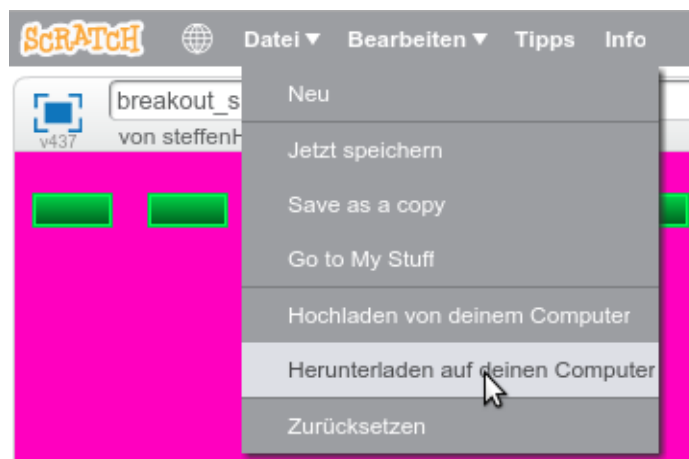 SCRATCH Datei▼ Bearbeiten▼ Tipps Info
breakout_s
v437 von steffenH
Neu
Jetzt speichern
Save as a copy
Go to My Stuff
Hochladen von deinem Computer
Herunterladen auf deinen Computer
Zurücksetzen